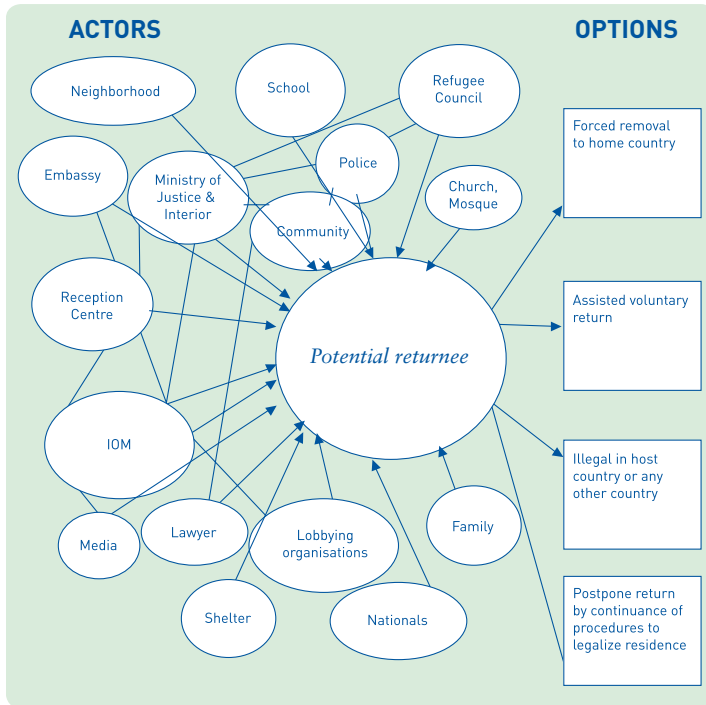 ACTORS
OPTIONS
Neighborhood
School
Refugee
Council
Embassy
Ministry of
Justice &
Interior
Police
Church,
Mosque
Community
Reception
Centre
Potential returnee
IOM
Media
Lawyer
Lobbying
organisations
Family
Shelter
Nationals
Forced removal
to home country
Assisted voluntary
return
Illegal in host
country or any
other country
Postpone return
by continuance of
procedures to
legalize residence